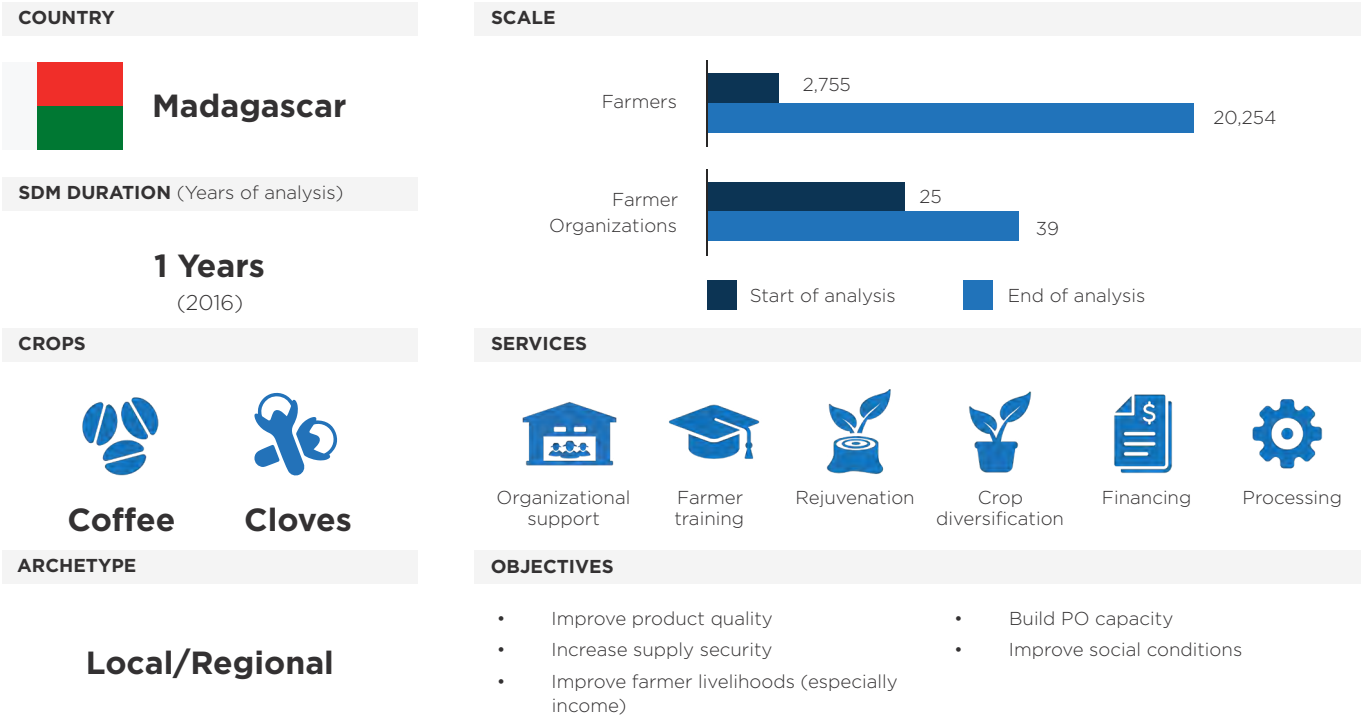 COUNTRY
Madagascar
SDM DURATION (Years of analysis)
1 Years
(2016)
CROPS
Coffee
Cloves
ARCHETYPE
Local/Regional
SCALE
Farmers
2,755
20,254
Farmer
Organizations
25
39
Start of analysis
End of analysis
SERVICES
Organizational
support
Farmer
training
Rejuvenation
Crop
diversification
$
Financing
Processing
OBJECTIVES
• Improve product quality
• Increase supply security
• Improve farmer livelihoods (especially
income)
• Build PO capacity
• Improve social conditions